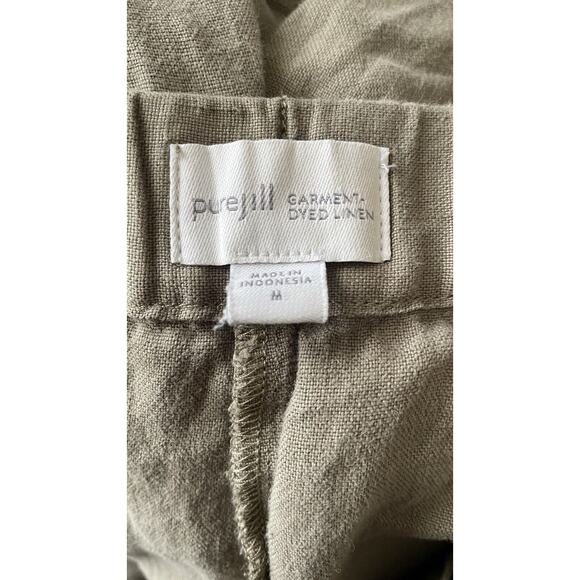 purejill
GARMENT-
DYED LINEN
MADE IN
INDONESIA
M